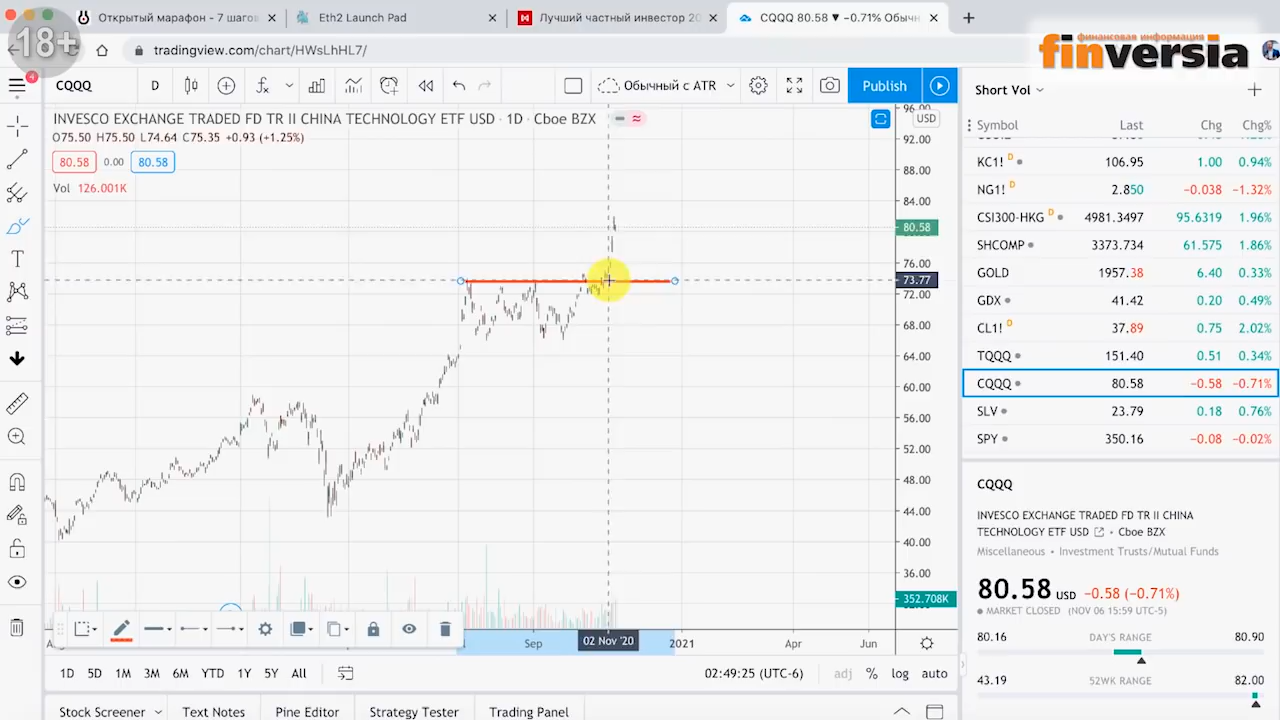 Открытый марафон - 7 шагов
Eth2 Launch Pad
Лучший частный инвестор 20
CQQQ 80.58 ▼ −0.71% Обычн
18+
tradingview.com/chart/HWsLhHL7/
финансовая информация
finversia
4
CQQQ
D
Обычный с ATR
Publish
Short Vol
INVESCO EXCHANGE TRADED FD TR II CHINA TECHNOLOGY ETF USD · 1D · Cboe BZX
USD
O75.50 H75.50 L74.64 C75.35 +0.93 (+1.25%)
80.58 0.00 80.58
Vol 126.001K
96.00
92.00
88.00
84.00
80.58
76.00
73.77
72.00
68.00
64.00
60.00
56.00
52.00
48.00
44.00
40.00
36.00
352.708K
Sep
02 Nov '20
2021
Apr
Jun
1D 5D 1M 3M 6M YTD 1Y 5Y All
02:49:25 (UTC-6)
adj % log auto
Stock Screener
Text Notes
Pine Editor
Strategy Tester
Trading Panel
Symbol Last Chg Chg%
KC1! D 106.95 1.00 0.94%
NG1! D 2.850 −0.038 −1.32%
CSI300-HKG D 4981.3497 95.6319 1.96%
SHCOMP 3373.734 61.575 1.86%
GOLD 1957.38 6.40 0.33%
GDX 41.42 0.20 0.49%
CL1! D 37.89 0.75 2.02%
TQQQ 151.40 0.51 0.34%
CQQQ 80.58 −0.58 −0.71%
SLV 23.79 0.18 0.76%
SPY 350.16 −0.08 −0.02%
CQQQ
INVESCO EXCHANGE TRADED FD TR II CHINA
TECHNOLOGY ETF USD • Cboe BZX
Miscellaneous • Investment Trusts/Mutual Funds
80.58 USD −0.58 (−0.71%)
MARKET CLOSED (NOV 06 15:59 UTC-5)
80.16 DAY'S RANGE 80.90
43.19 52WK RANGE 82.00